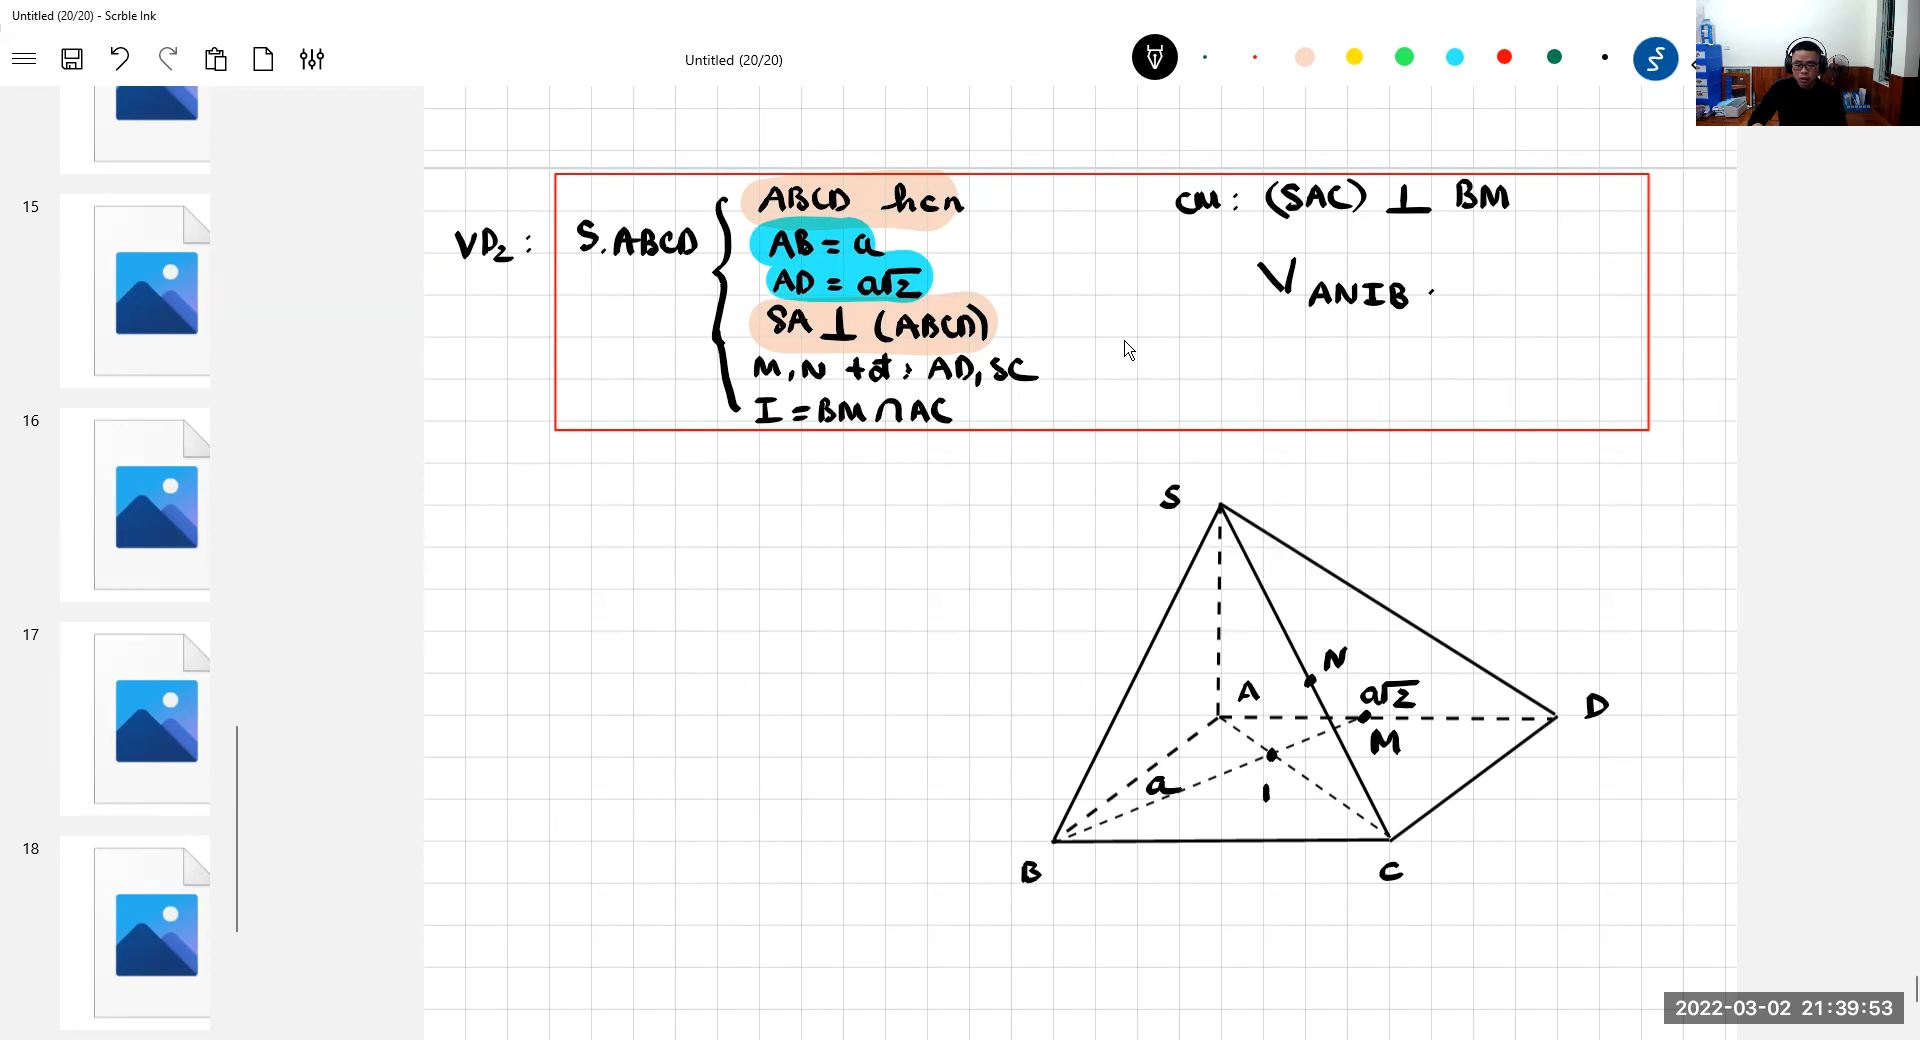 Untitled (20/20) - Scrble Ink
Untitled (20/20)
15
16
17
18
VD2 :
S.ABCD
ABCD hcn
AB = a
AD = a√2
SA ⊥ (ABCD)
M, N tđ : AD, SC
I = BM ∩ AC
CM : (SAC) ⊥ BM
V ANIB .
S
N
A
a√2
D
M
a
I
B
C
2022-03-02 21:39:53